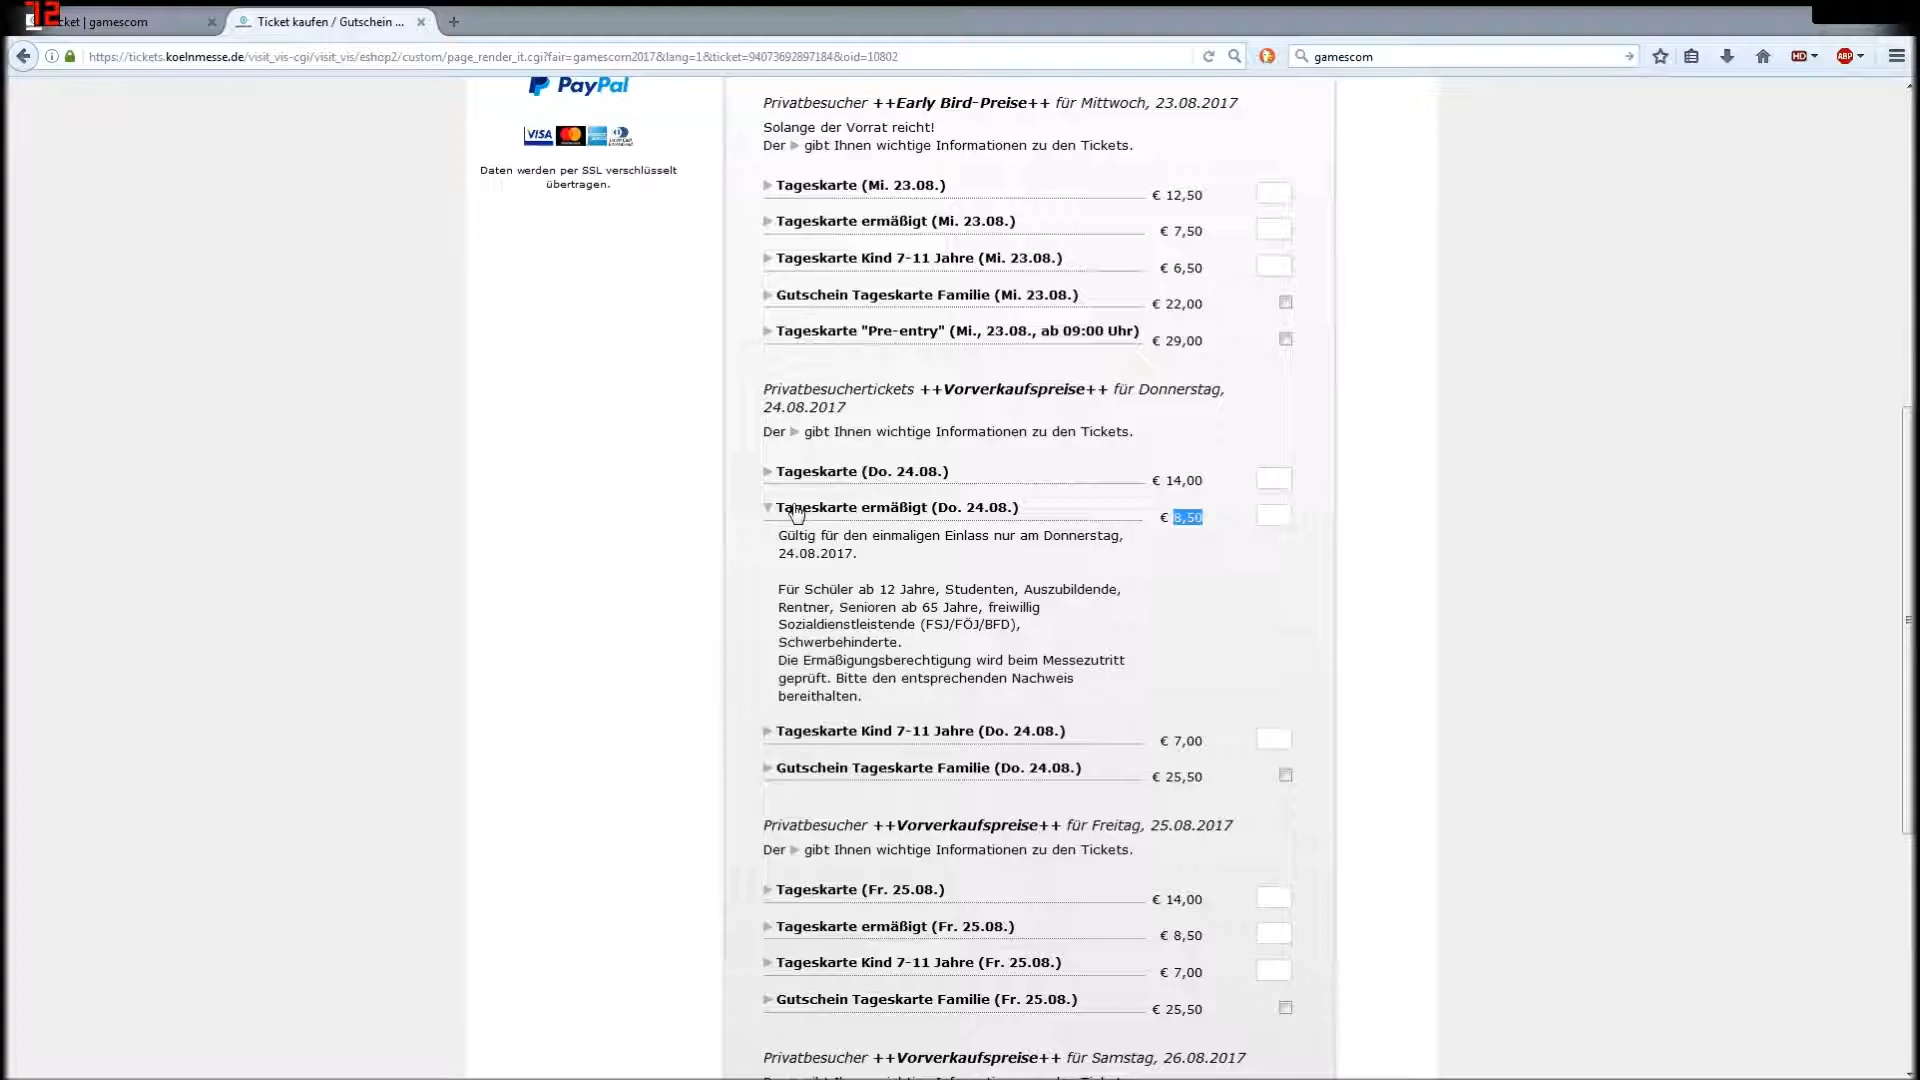 12
cket | gamescom
Ticket kaufen / Gutschein ...
https://tickets.koelnmesse.de/visit_vis-cgi/visit_vis/eshop2/custom/page_render_it.cgi?fair=gamescom2017&lang=1&ticket=940736928971848&oid=10802
gamescom
HD
ABP
PayPal
VISA
Daten werden per SSL verschlüsselt
übertragen.
Privatbesucher ++Early Bird-Preise++ für Mittwoch, 23.08.2017
Solange der Vorrat reicht!
Der ▶ gibt Ihnen wichtige Informationen zu den Tickets.
Tageskarte (Mi. 23.08.) € 12,50
Tageskarte ermäßigt (Mi. 23.08.) € 7,50
Tageskarte Kind 7-11 Jahre (Mi. 23.08.) € 6,50
Gutschein Tageskarte Familie (Mi. 23.08.) € 22,00
Tageskarte "Pre-entry" (Mi., 23.08., ab 09:00 Uhr) € 29,00
Privatbesuchertickets ++Vorverkaufspreise++ für Donnerstag,
24.08.2017
Der ▶ gibt Ihnen wichtige Informationen zu den Tickets.
Tageskarte (Do. 24.08.) € 14,00
Tageskarte ermäßigt (Do. 24.08.) € 8,50
Gültig für den einmaligen Einlass nur am Donnerstag,
24.08.2017.
Für Schüler ab 12 Jahre, Studenten, Auszubildende,
Rentner, Senioren ab 65 Jahre, freiwillig
Sozialdienstleistende (FSJ/FÖJ/BFD),
Schwerbehinderte.
Die Ermäßigungsberechtigung wird beim Messezutritt
geprüft. Bitte den entsprechenden Nachweis
bereithalten.
Tageskarte Kind 7-11 Jahre (Do. 24.08.) € 7,00
Gutschein Tageskarte Familie (Do. 24.08.) € 25,50
Privatbesucher ++Vorverkaufspreise++ für Freitag, 25.08.2017
Der ▶ gibt Ihnen wichtige Informationen zu den Tickets.
Tageskarte (Fr. 25.08.) € 14,00
Tageskarte ermäßigt (Fr. 25.08.) € 8,50
Tageskarte Kind 7-11 Jahre (Fr. 25.08.) € 7,00
Gutschein Tageskarte Familie (Fr. 25.08.) € 25,50
Privatbesucher ++Vorverkaufspreise++ für Samstag, 26.08.2017